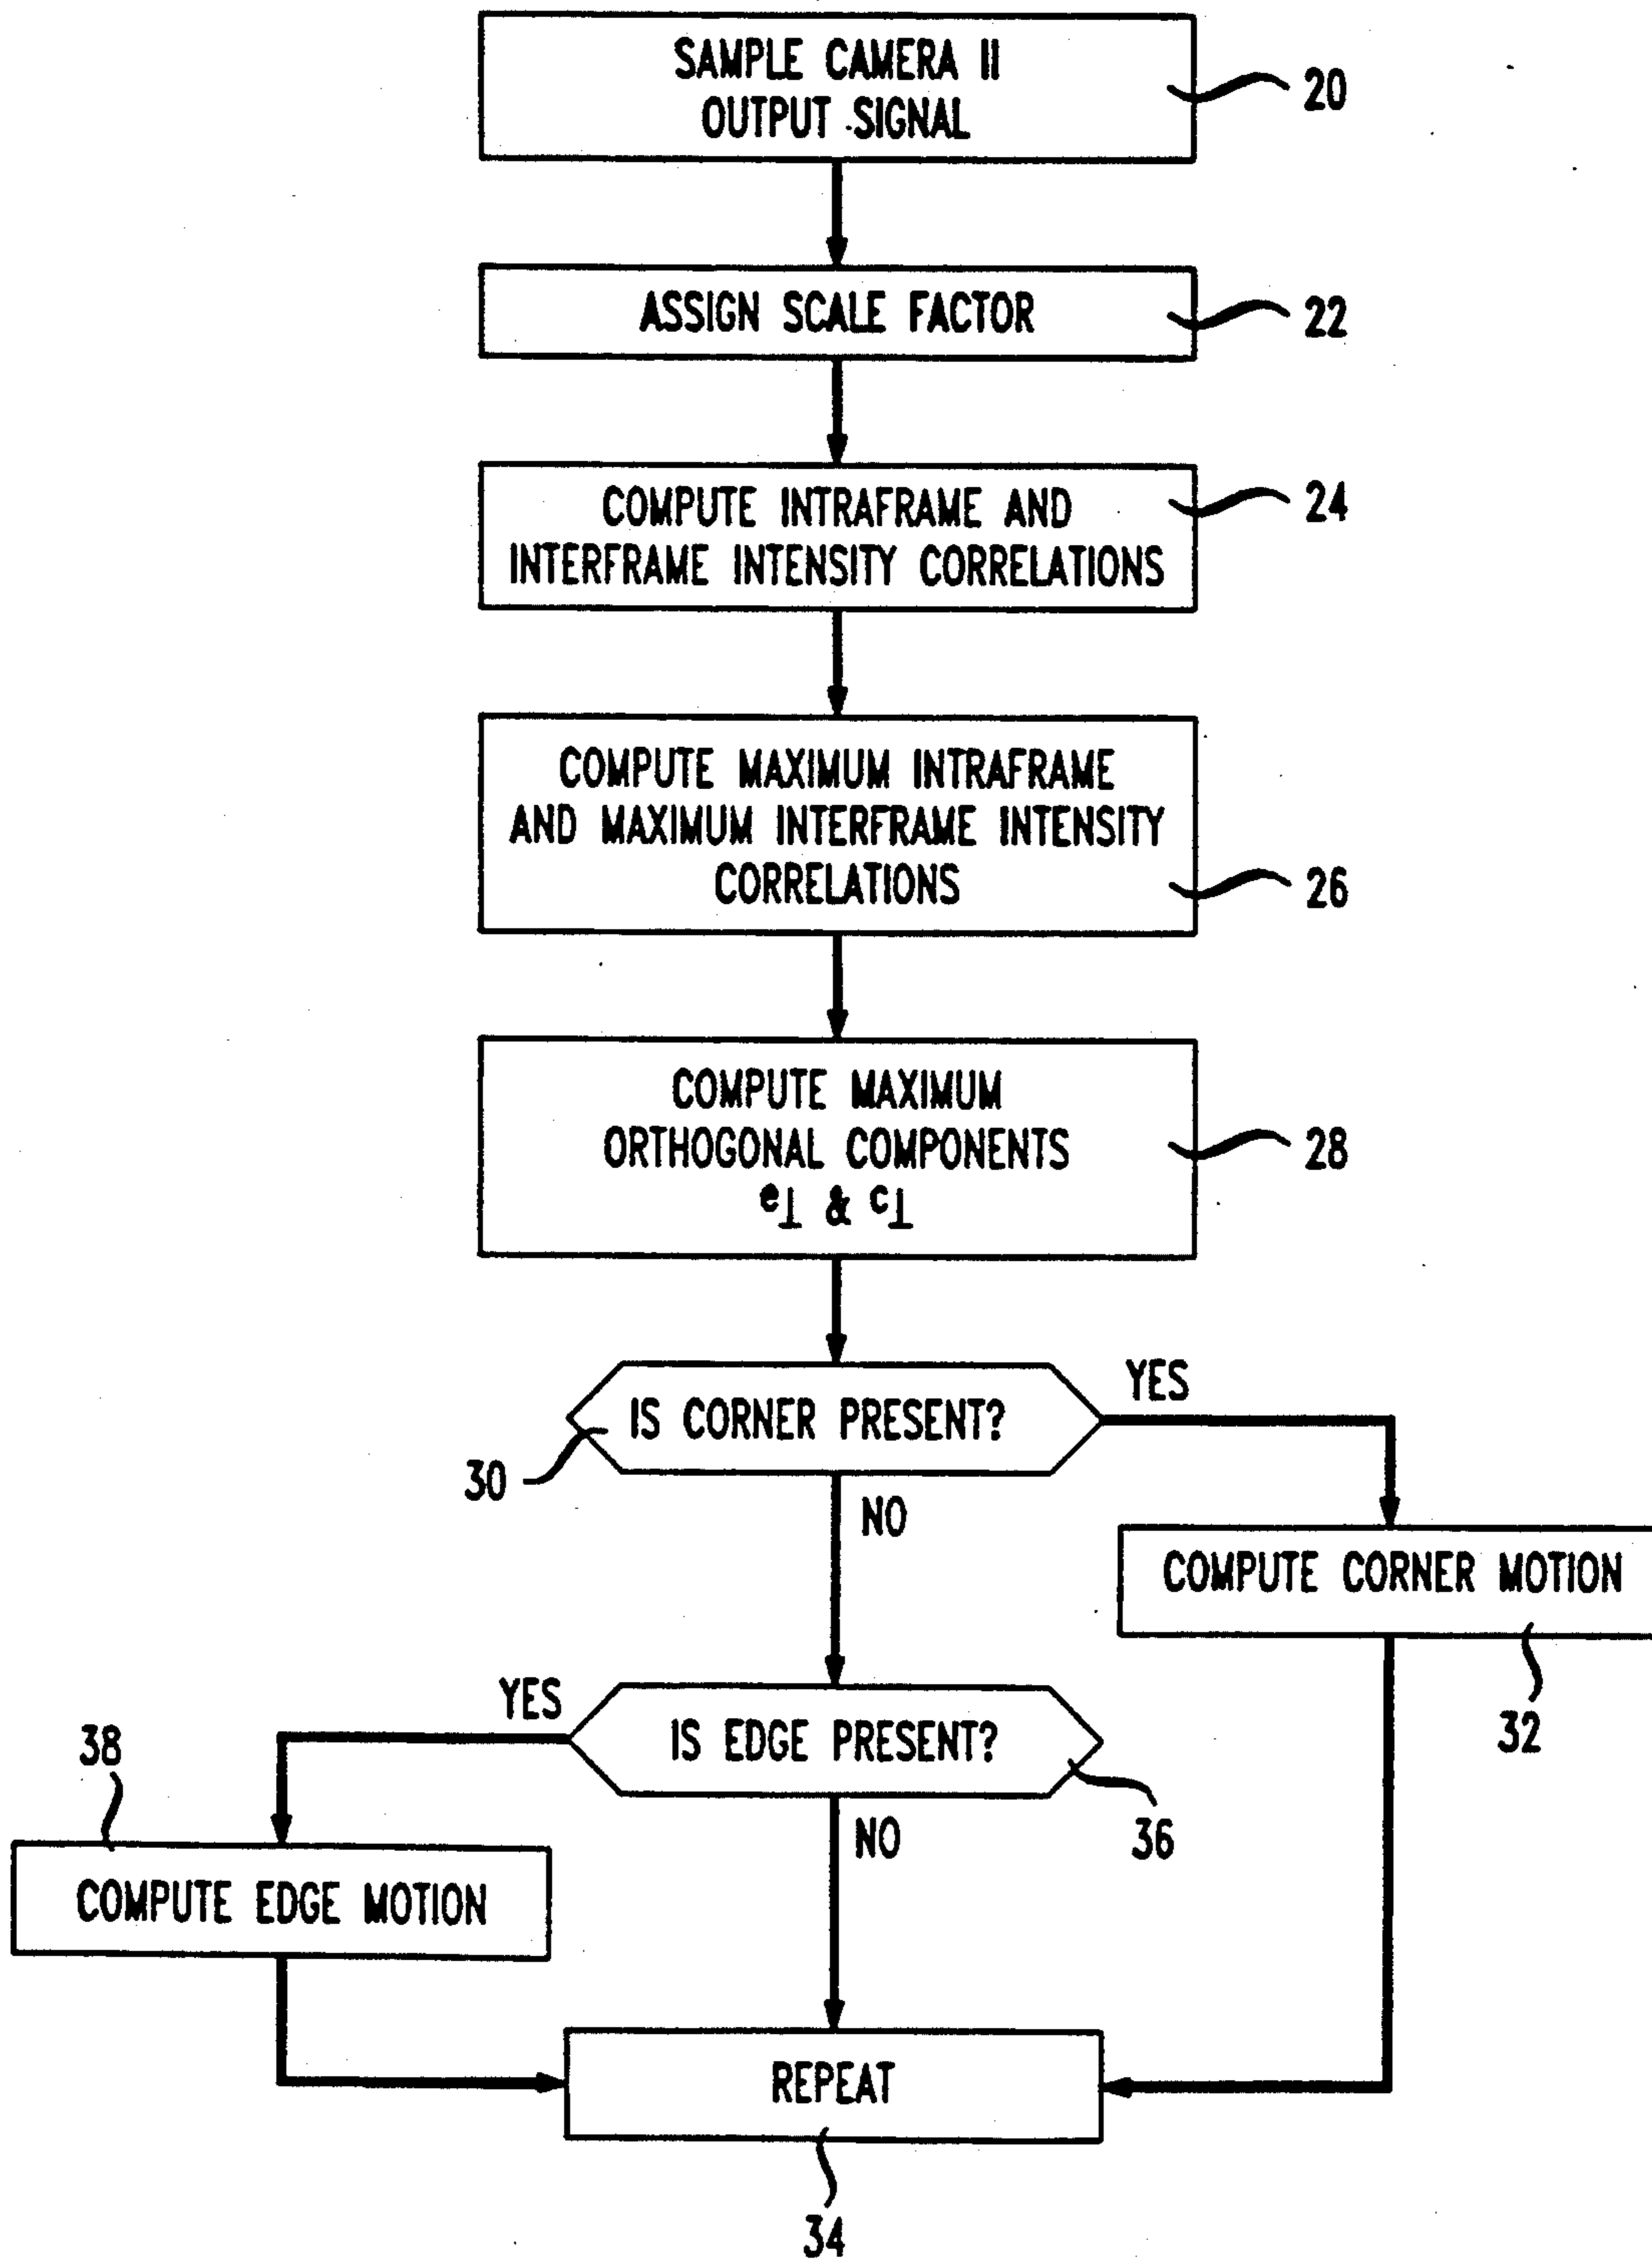 SAMPLE CAMERA 11
OUTPUT SIGNAL
20
ASSIGN SCALE FACTOR
22
COMPUTE INTRAFRAME AND
INTERFRAME INTENSITY CORRELATIONS
24
COMPUTE MAXIMUM INTRAFRAME
AND MAXIMUM INTERFRAME INTENSITY
CORRELATIONS
26
COMPUTE MAXIMUM
ORTHOGONAL COMPONENTS
e⊥ & c⊥
28
IS CORNER PRESENT?
YES
30
NO
COMPUTE CORNER MOTION
32
YES
IS EDGE PRESENT?
38
36
NO
COMPUTE EDGE MOTION
REPEAT
34